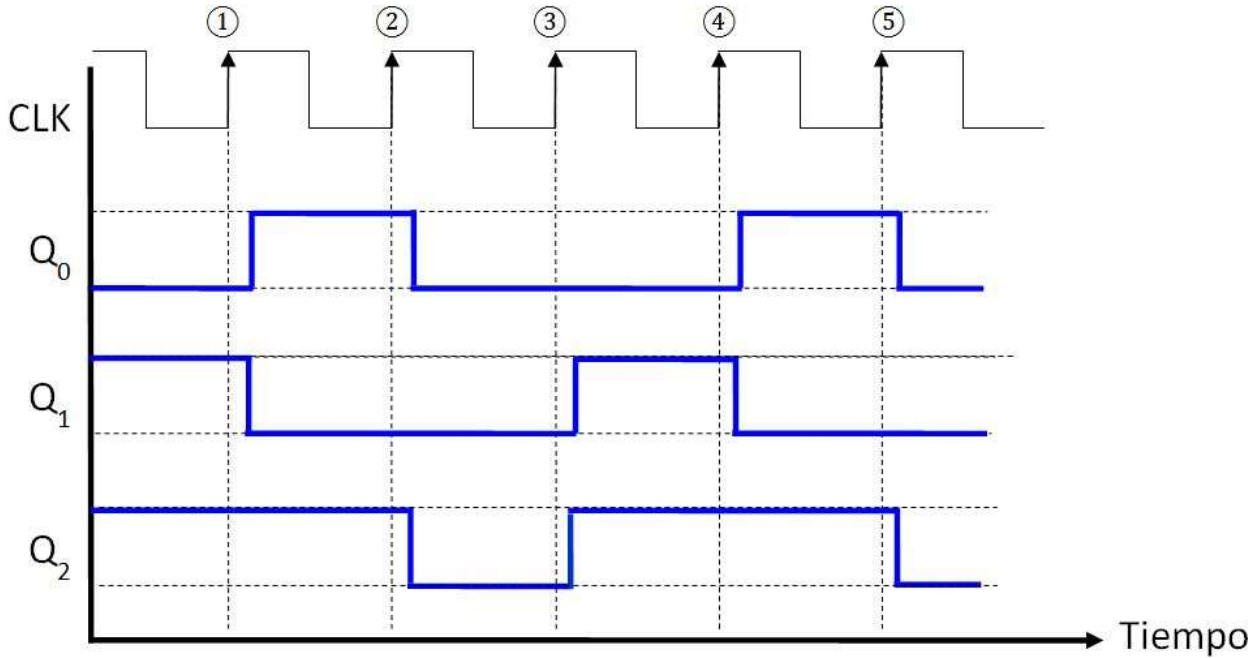 ① ② ③ ④ ⑤
CLK
Q₀
Q₁
Q₂
Tiempo